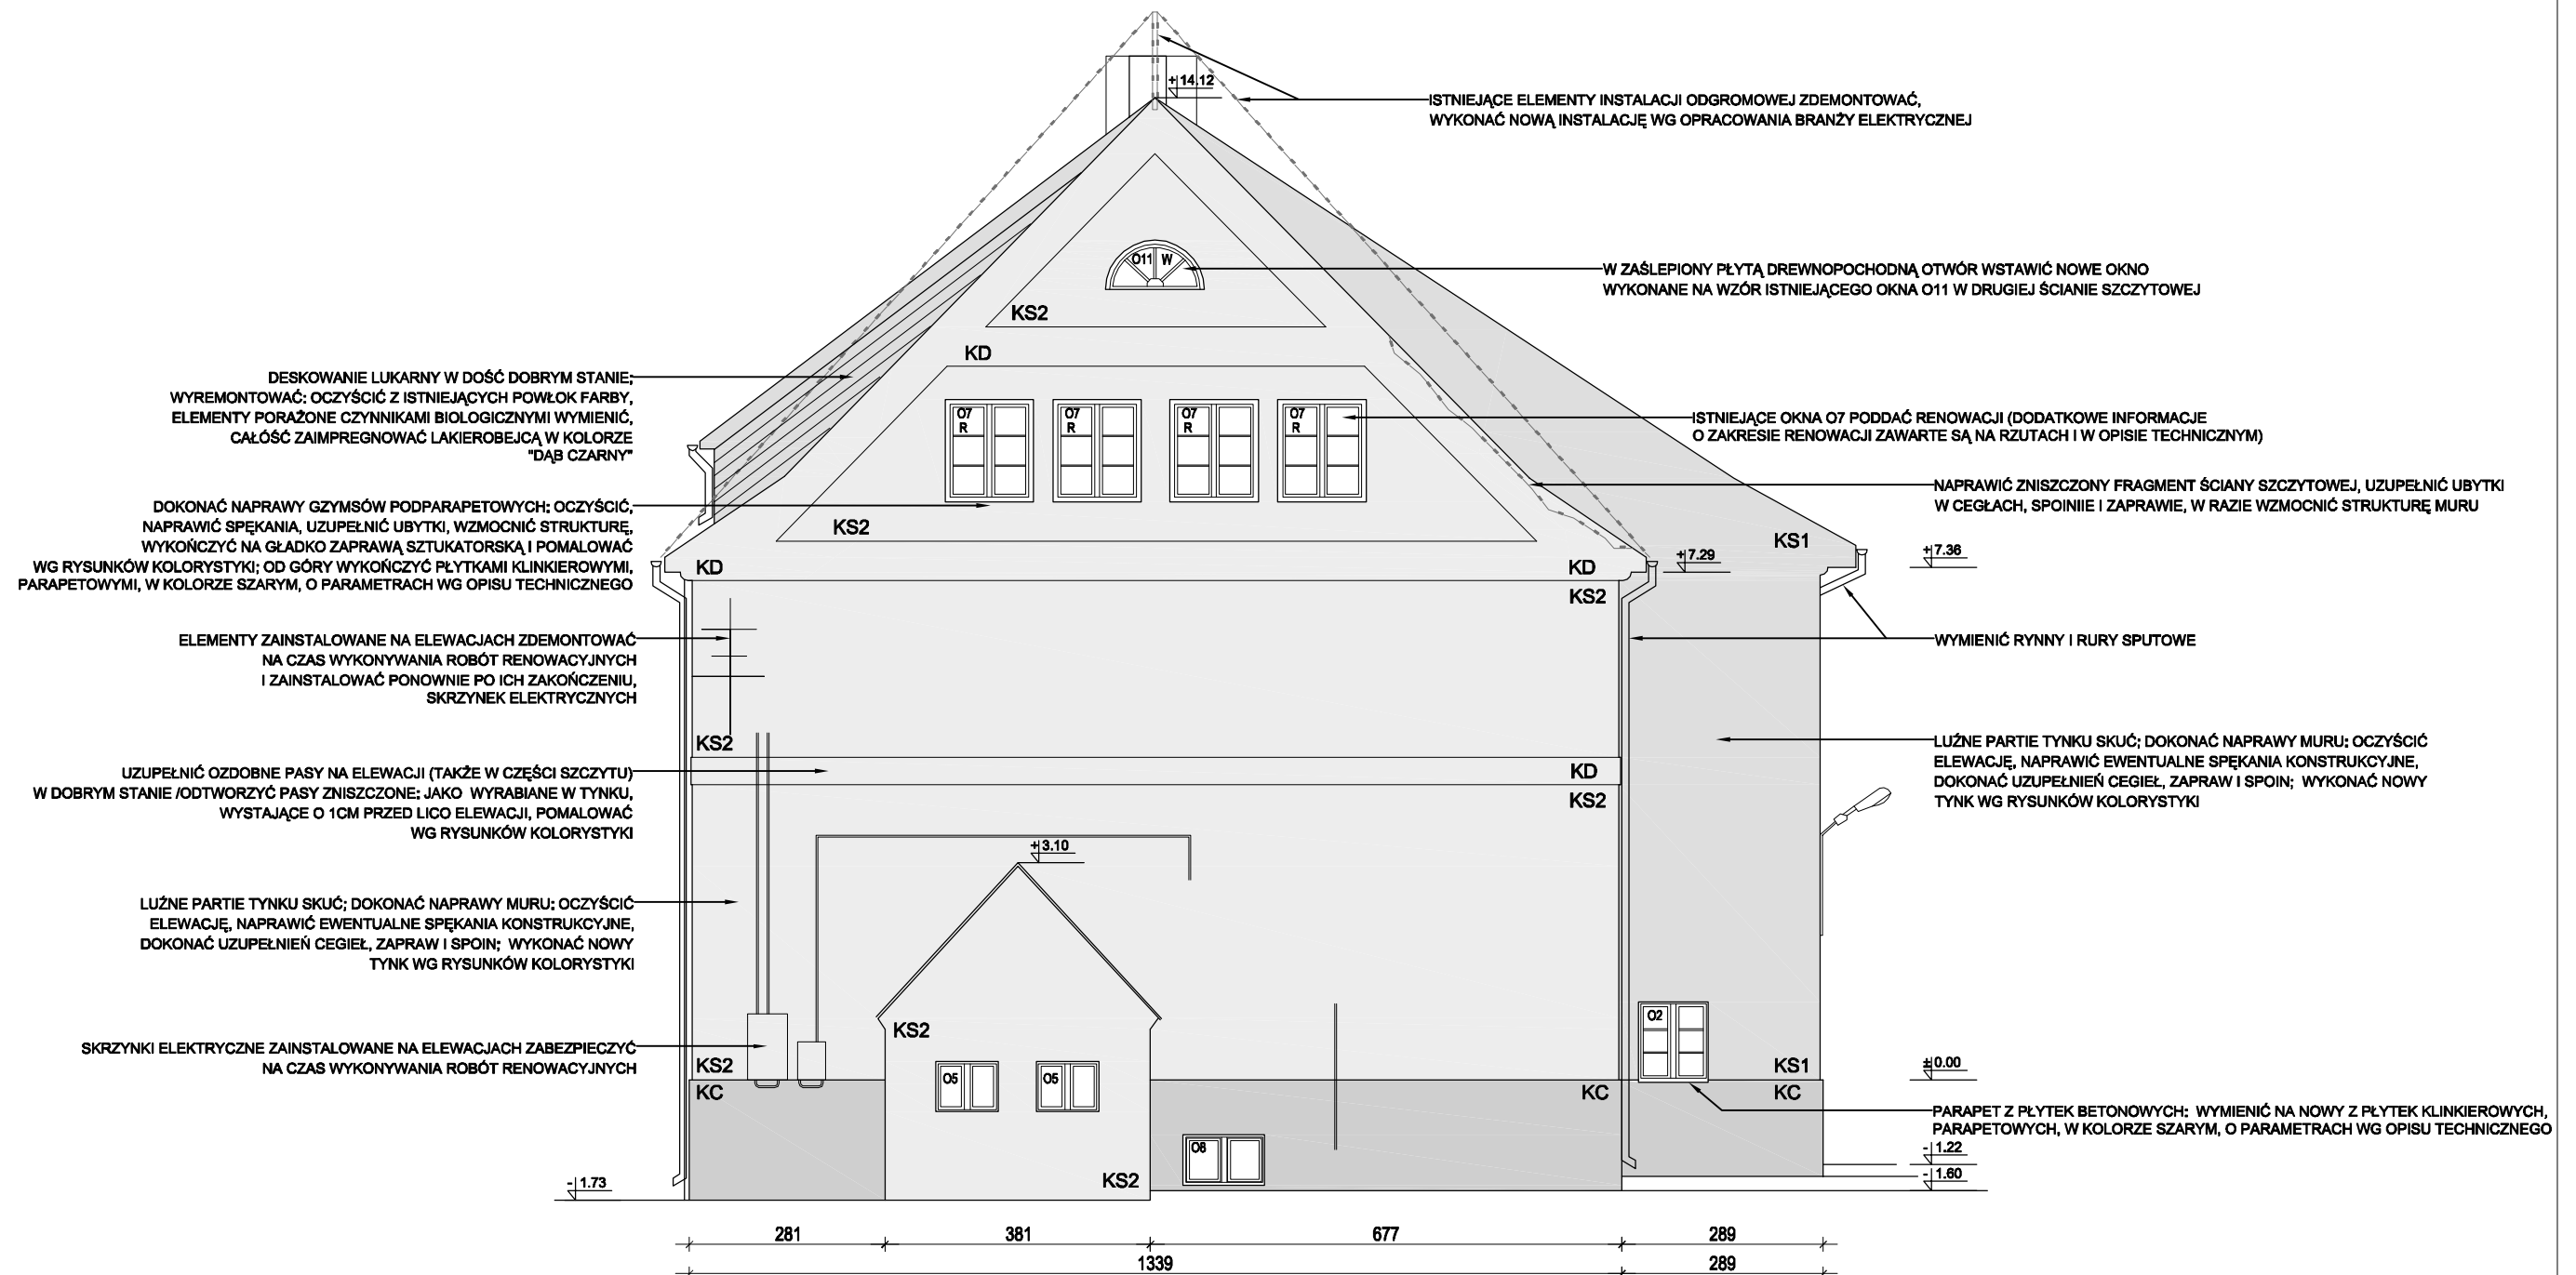 +14.12
ISTNIEJĄCE ELEMENTY INSTALACJI ODGROMOWEJ ZDEMONTOWAĆ,
WYKONAĆ NOWĄ INSTALACJĘ WG OPRACOWANIA BRANŻY ELEKTRYCZNEJ
O11 W
W ZAŚLEPIONY PŁYTĄ DREWNOPOCHODNĄ OTWÓR WSTAWIĆ NOWE OKNO
WYKONANE NA WZÓR ISTNIEJĄCEGO OKNA O11 W DRUGIEJ ŚCIANIE SZCZYTOWEJ
KS2
KD
DESKOWANIE LUKARNY W DOŚĆ DOBRYM STANIE;
WYREMONTOWAĆ: OCZYŚCIĆ Z ISTNIEJĄCYCH POWŁOK FARBY,
ELEMENTY PORAŻONE CZYNNIKAMI BIOLOGICZNYMI WYMIENIĆ,
CAŁÓŚĆ ZAIMPREGNOWAĆ LAKIEROBEJCĄ W KOLORZE
"DĄB CZARNY"
O7 O7 O7 O7
R R R R
ISTNIEJĄCE OKNA O7 PODDAĆ RENOWACJI (DODATKOWE INFORMACJE
O ZAKRESIE RENOWACJI ZAWARTE SĄ NA RZUTACH I W OPISIE TECHNICZNYM)
NAPRAWIĆ ZNISZCZONY FRAGMENT ŚCIANY SZCZYTOWEJ, UZUPEŁNIĆ UBYTKI
W CEGŁACH, SPOINIIE I ZAPRAWIE, W RAZIE WZMOCNIĆ STRUKTURĘ MURU
DOKONAĆ NAPRAWY GZYMSÓW PODPARAPETOWYCH: OCZYŚCIĆ,
NAPRAWIĆ SPĘKANIA, UZUPEŁNIĆ UBYTKI, WZMOCNIĆ STRUKTURĘ,
WYKOŃCZYĆ NA GŁADKO ZAPRAWĄ SZTUKATORSKĄ I POMALOWAĆ
WG RYSUNKÓW KOLORYSTYKI; OD GÓRY WYKOŃCZYĆ PŁYTKAMI KLINKIEROWYMI,
PARAPETOWYMI, W KOLORZE SZARYM, O PARAMETRACH WG OPISU TECHNICZNEGO
KS2
KS1
KD
KD
+7.29
+7.36
KS2
ELEMENTY ZAINSTALOWANE NA ELEWACJACH ZDEMONTOWAĆ
NA CZAS WYKONYWANIA ROBÓT RENOWACYJNYCH
I ZAINSTALOWAĆ PONOWNIE PO ICH ZAKOŃCZENIU,
SKRZYNEK ELEKTRYCZNYCH
WYMIENIĆ RYNNY I RURY SPUTOWE
KS2
LUŹNE PARTIE TYNKU SKUĆ; DOKONAĆ NAPRAWY MURU: OCZYŚCIĆ
ELEWACJĘ, NAPRAWIĆ EWENTUALNE SPĘKANIA KONSTRUKCYJNE,
DOKONAĆ UZUPEŁNIEŃ CEGIEŁ, ZAPRAW I SPOIN; WYKONAĆ NOWY
TYNK WG RYSUNKÓW KOLORYSTYKI
UZUPEŁNIĆ OZDOBNE PASY NA ELEWACJI (TAKŻE W CZĘŚCI SZCZYTU)
W DOBRYM STANIE /ODTWORZYĆ PASY ZNISZCZONE: JAKO WYRABIANE W TYNKU,
WYSTAJĄCE O 1CM PRZED LICO ELEWACJI, POMALOWAĆ
WG RYSUNKÓW KOLORYSTYKI
KD
KS2
+3.10
LUŹNE PARTIE TYNKU SKUĆ; DOKONAĆ NAPRAWY MURU: OCZYŚCIĆ
ELEWACJĘ, NAPRAWIĆ EWENTUALNE SPĘKANIA KONSTRUKCYJNE,
DOKONAĆ UZUPEŁNIEŃ CEGIEŁ, ZAPRAW I SPOIN; WYKONAĆ NOWY
TYNK WG RYSUNKÓW KOLORYSTYKI
KS2
O2
SKRZYNKI ELEKTRYCZNE ZAINSTALOWANE NA ELEWACJACH ZABEZPIECZYĆ
NA CZAS WYKONYWANIA ROBÓT RENOWACYJNYCH
KS2
KS1
±0.00
KC
O5 O5
KC
KC
PARAPET Z PŁYTEK BETONOWYCH: WYMIENIĆ NA NOWY Z PŁYTEK KLINKIEROWYCH,
PARAPETOWYCH, W KOLORZE SZARYM, O PARAMETRACH WG OPISU TECHNICZNEGO
O6
-1.22
-1.60
KS2
-1.73
281 381 677 289
1339 289